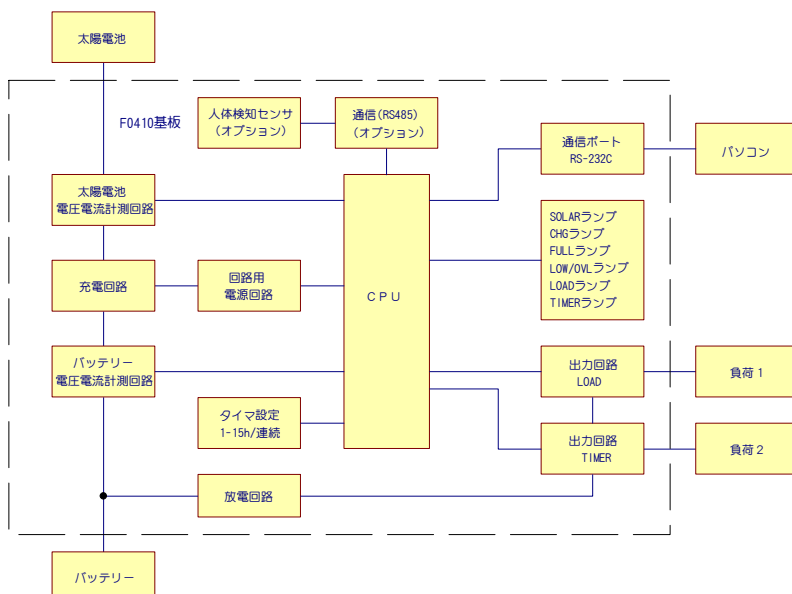 太陽電池
F0410基板
人体検知センサ
(オプション)
通信(RS485)
(オプション)
通信ポート
RS-232C
パソコン
太陽電池
電圧電流計測回路
SOLARランプ
CHGランプ
FULLランプ
LOW/OVLランプ
LOADランプ
TIMERランプ
充電回路
回路用
電源回路
CPU
バッテリー
電圧電流計測回路
出力回路
LOAD
負荷1
タイマ設定
1-15h/連続
出力回路
TIMER
負荷2
放電回路
バッテリー